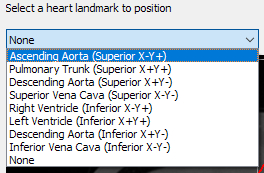 Select a heart landmark to position
None
Ascending Aorta (Superior X-Y+)
Pulmonary Trunk (Superior X+Y+)
Descending Aorta (Superior X+Y-)
Superior Vena Cava (Superior X-Y-)
Right Ventricle (Inferior X-Y+)
Left Ventricle (Inferior X+Y+)
Descending Aorta (Inferior X+Y-)
Inferior Vena Cava (Inferior X-Y-)
None